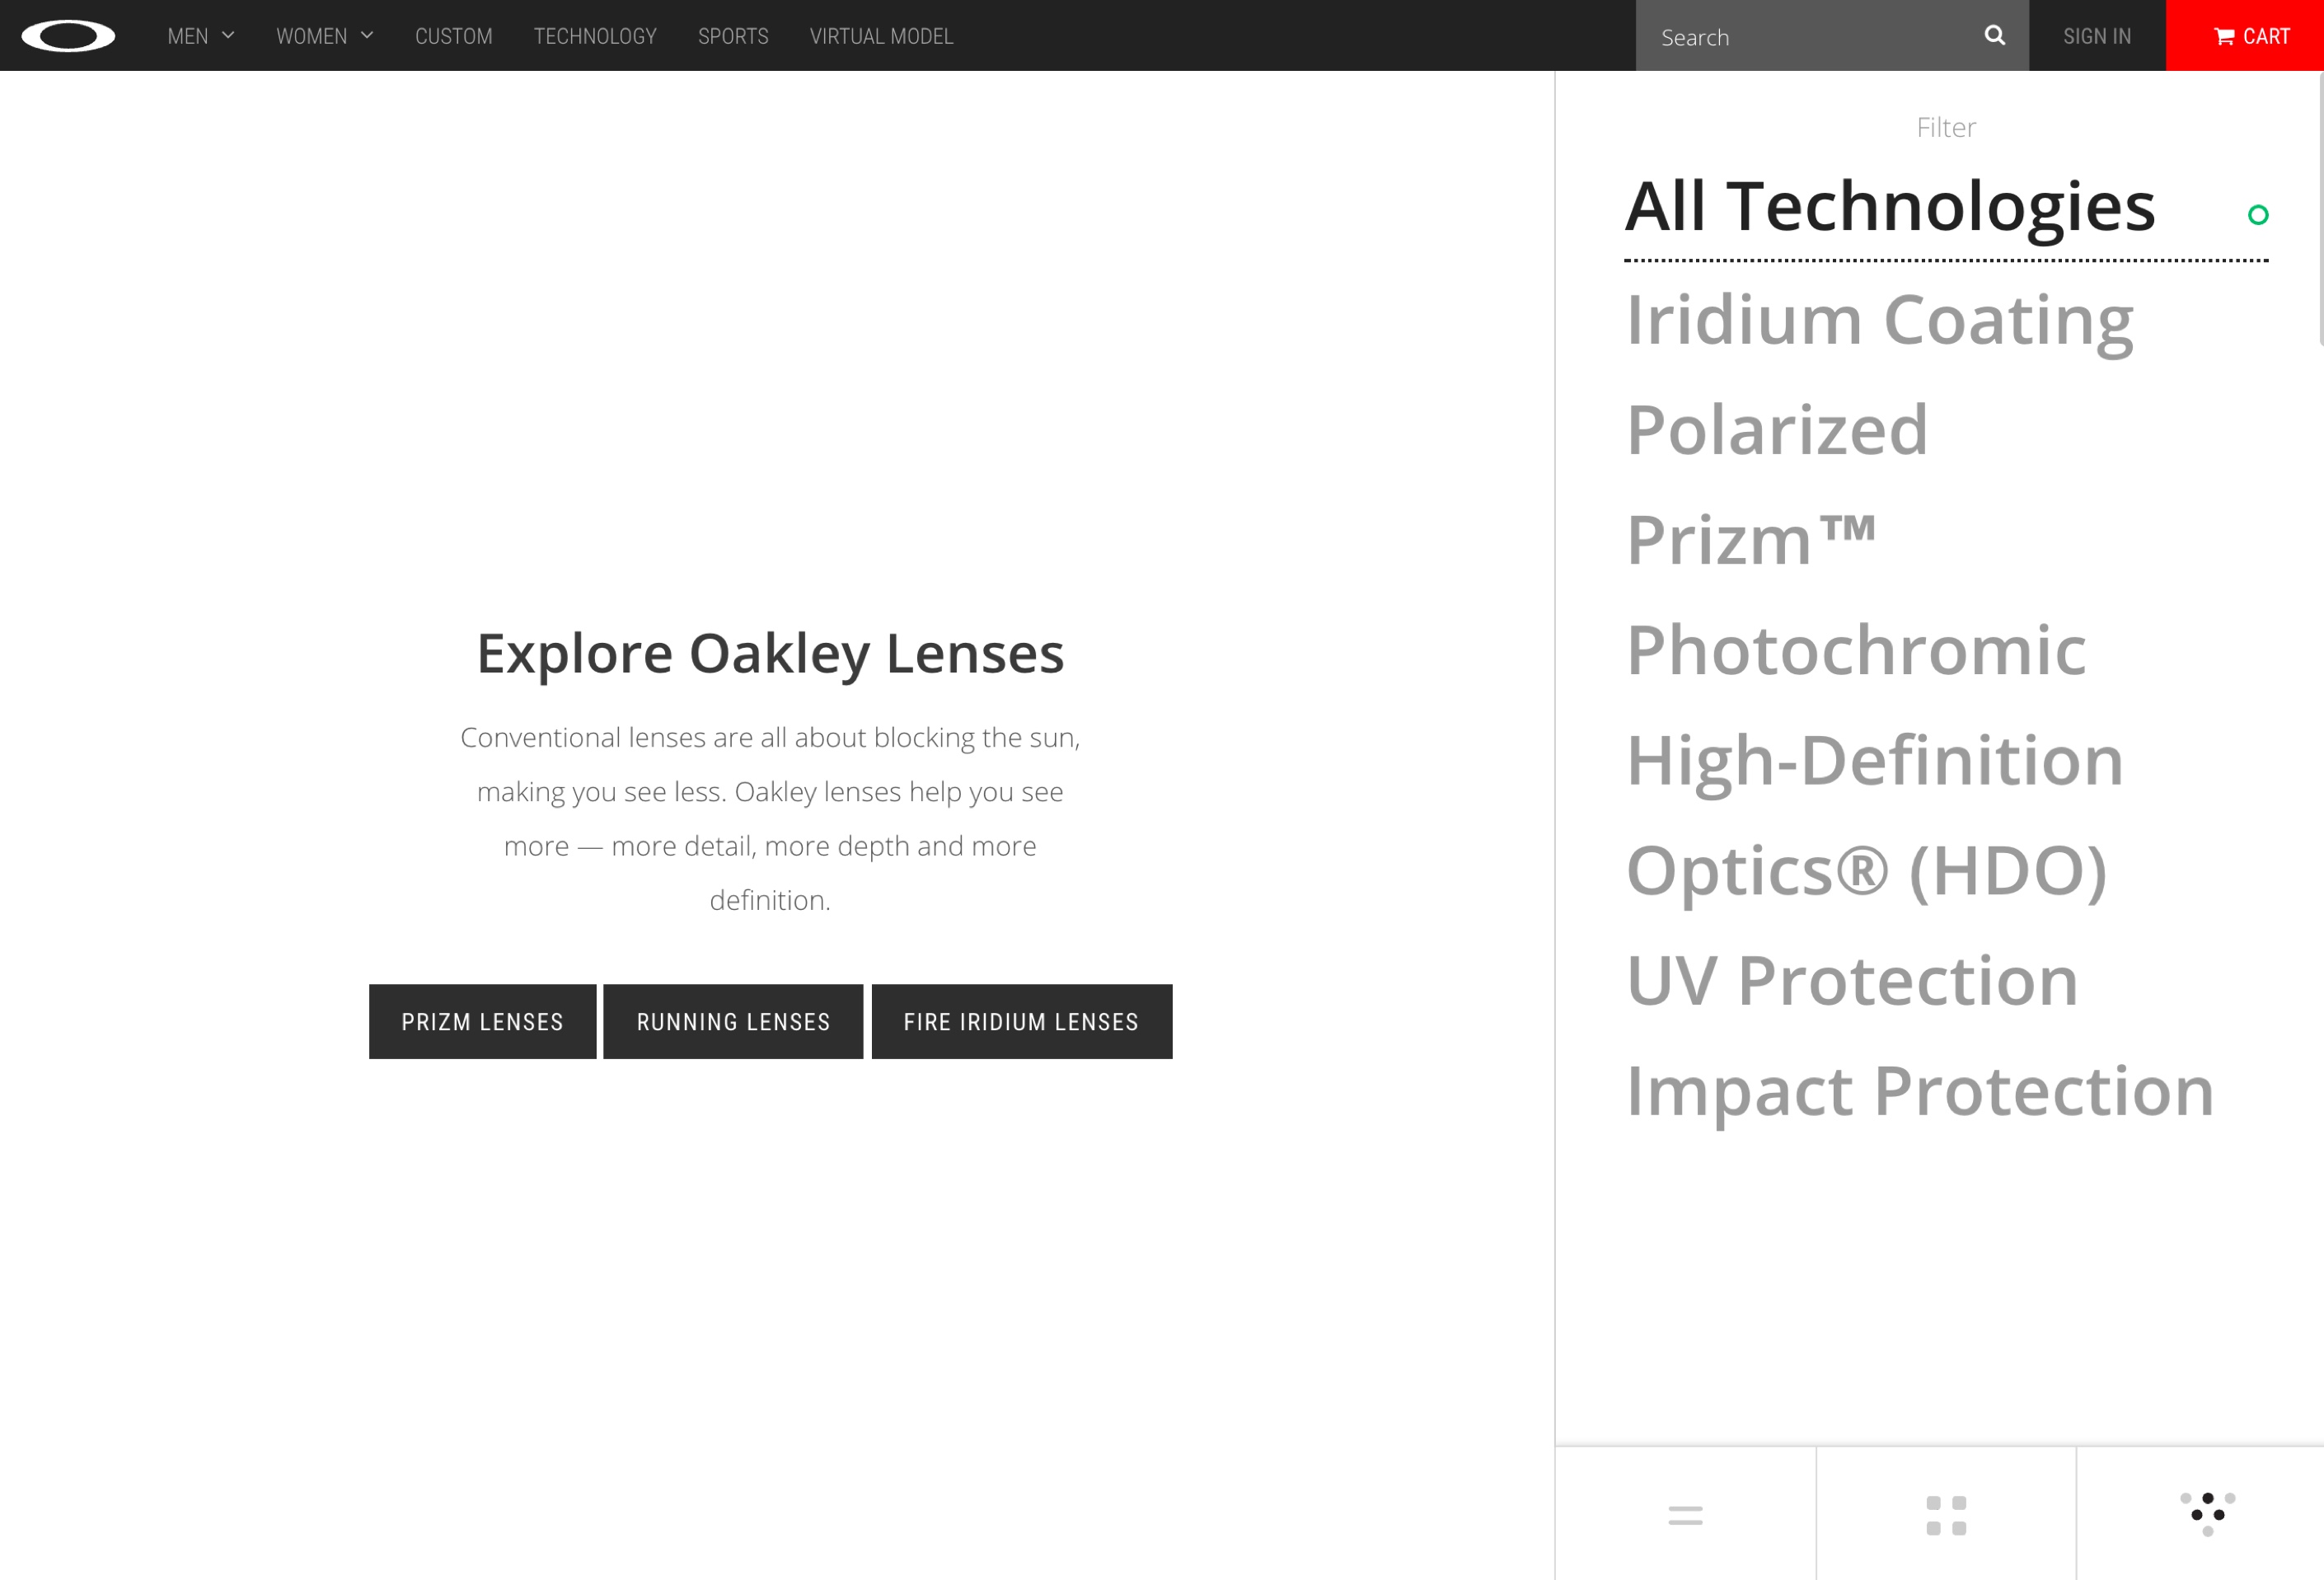 MEN
WOMEN
CUSTOM
TECHNOLOGY
SPORTS
VIRTUAL MODEL
Search
SIGN IN
CART
Explore Oakley Lenses
Conventional lenses are all about blocking the sun,
making you see less. Oakley lenses help you see
more — more detail, more depth and more
definition.
PRIZM LENSES
RUNNING LENSES
FIRE IRIDIUM LENSES
Filter
All Technologies
Iridium Coating
Polarized
Prizm™
Photochromic
High-Definition
Optics® (HDO)
UV Protection
Impact Protection